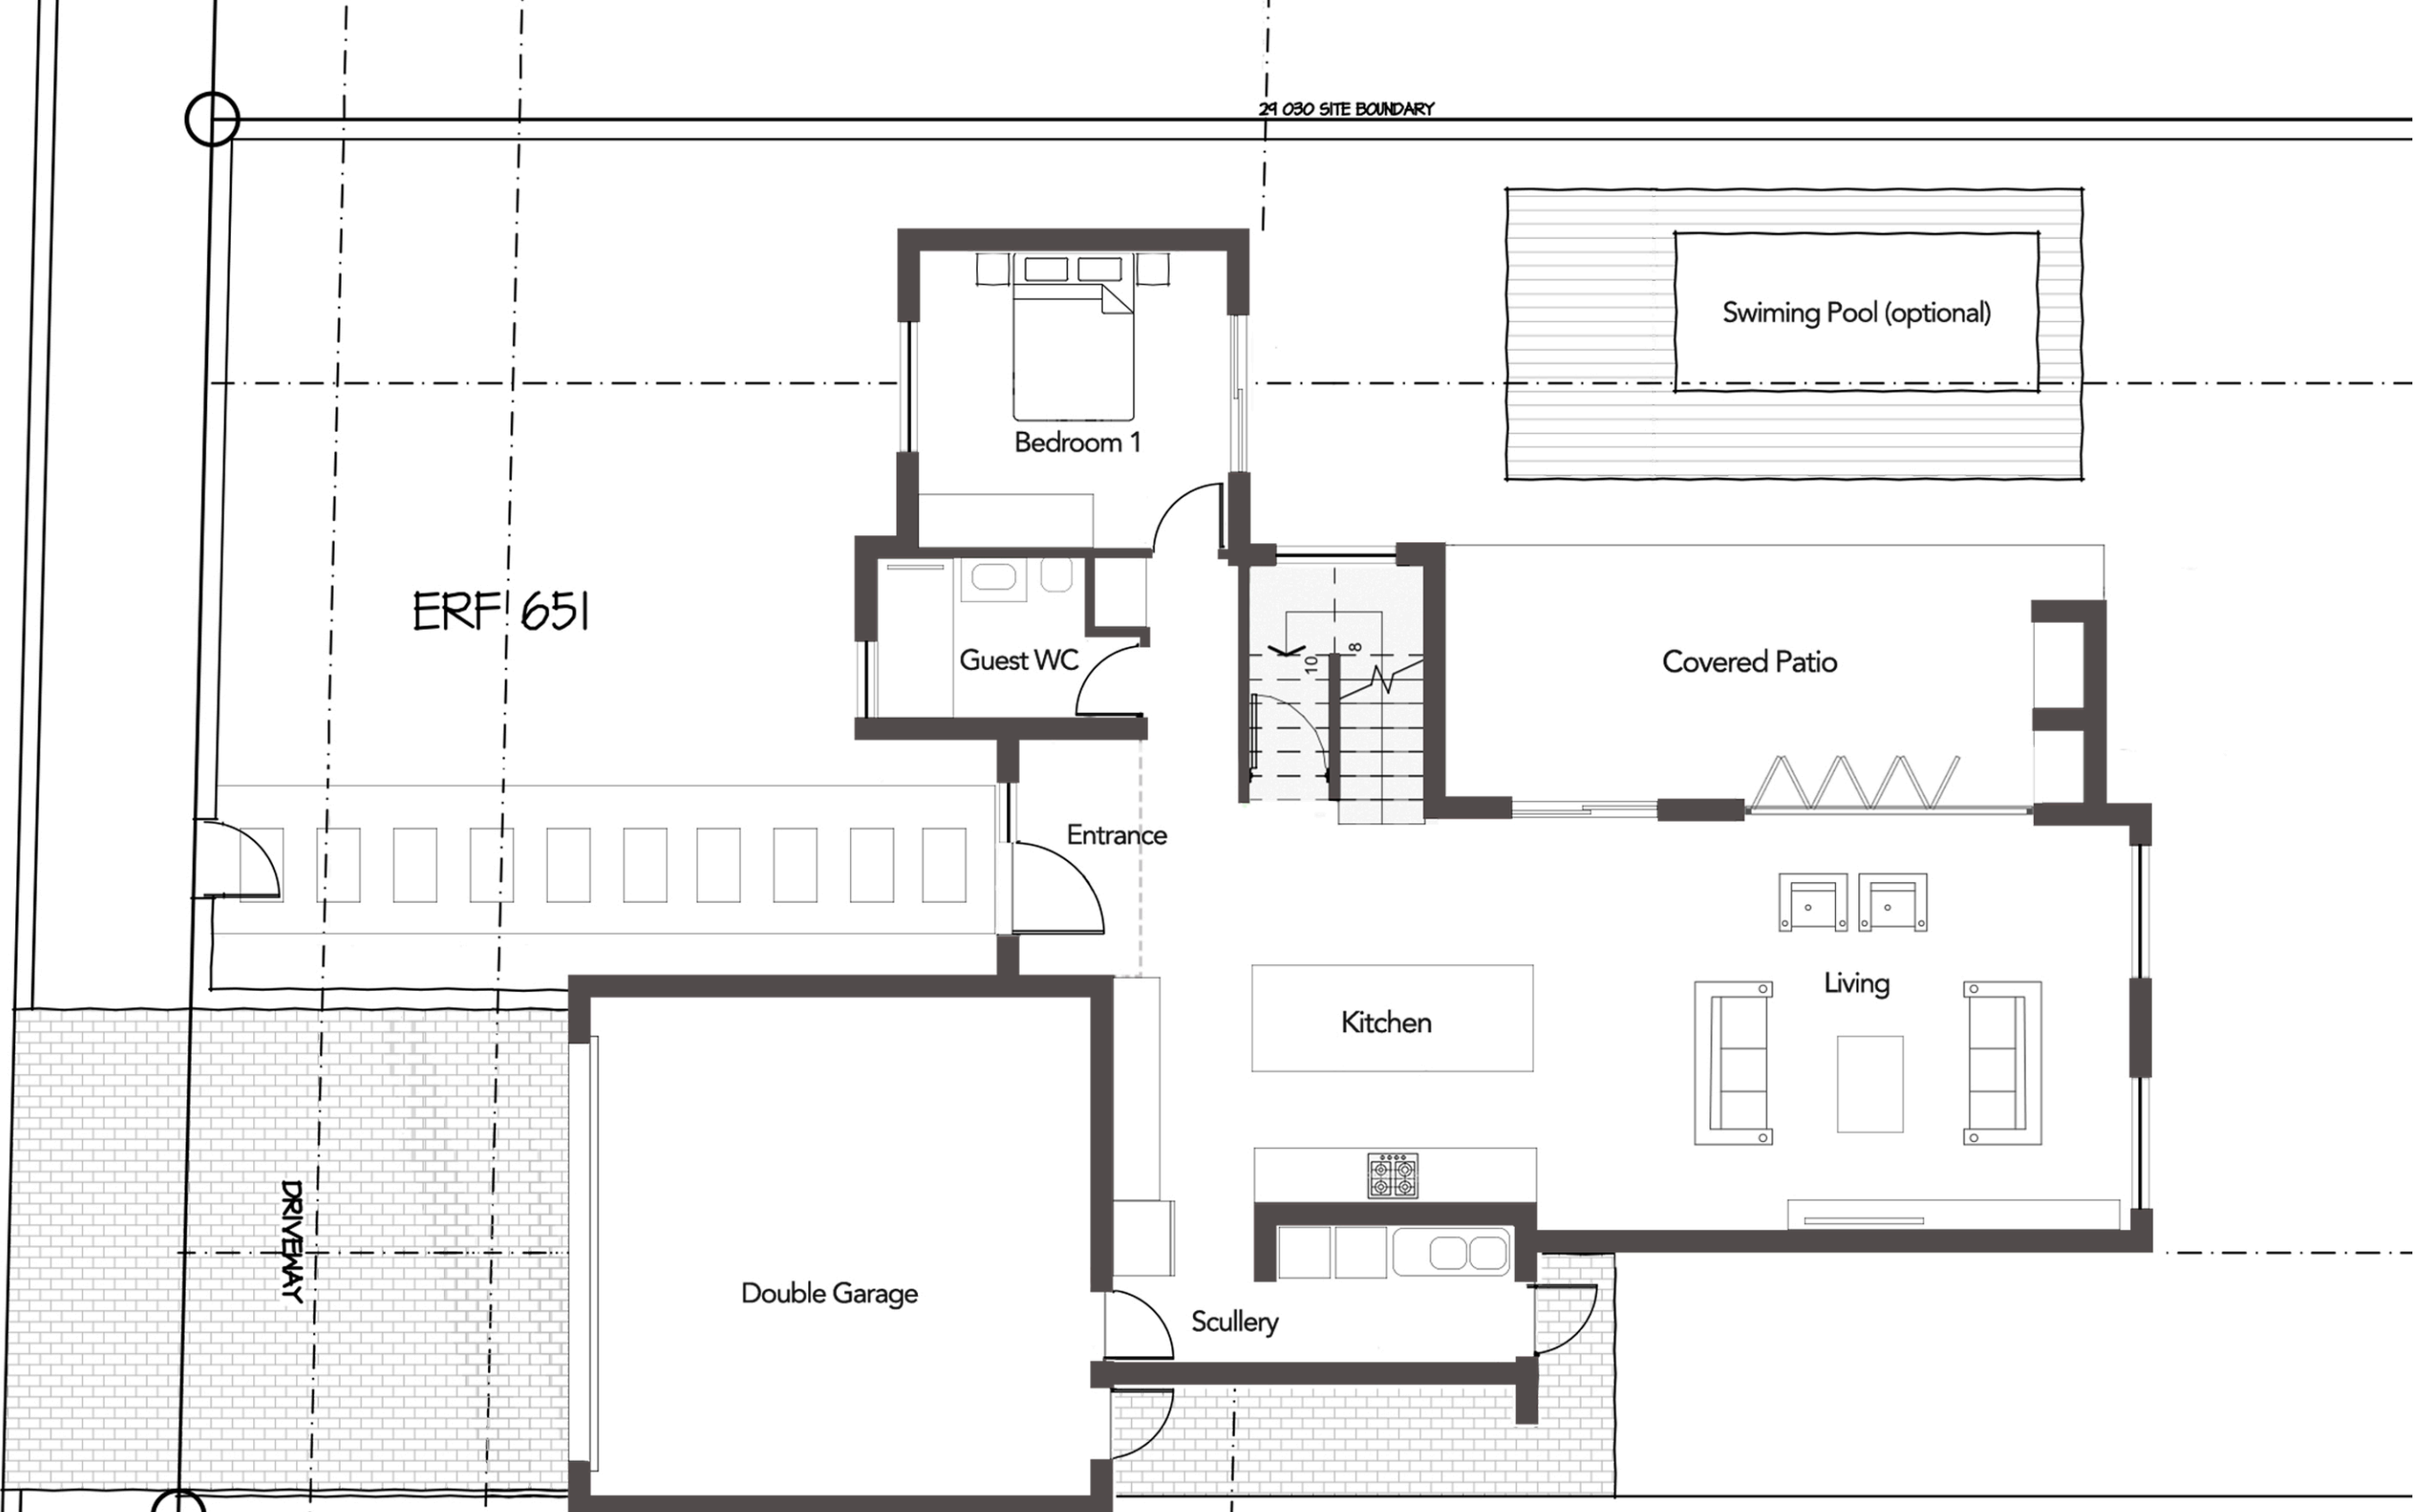 29 030 SITE BOUNDARY
Swiming Pool (optional)
Bedroom 1
ERF 651
Guest WC
8
10
Covered Patio
Entrance
Living
Kitchen
DRIVEWAY
Double Garage
Scullery